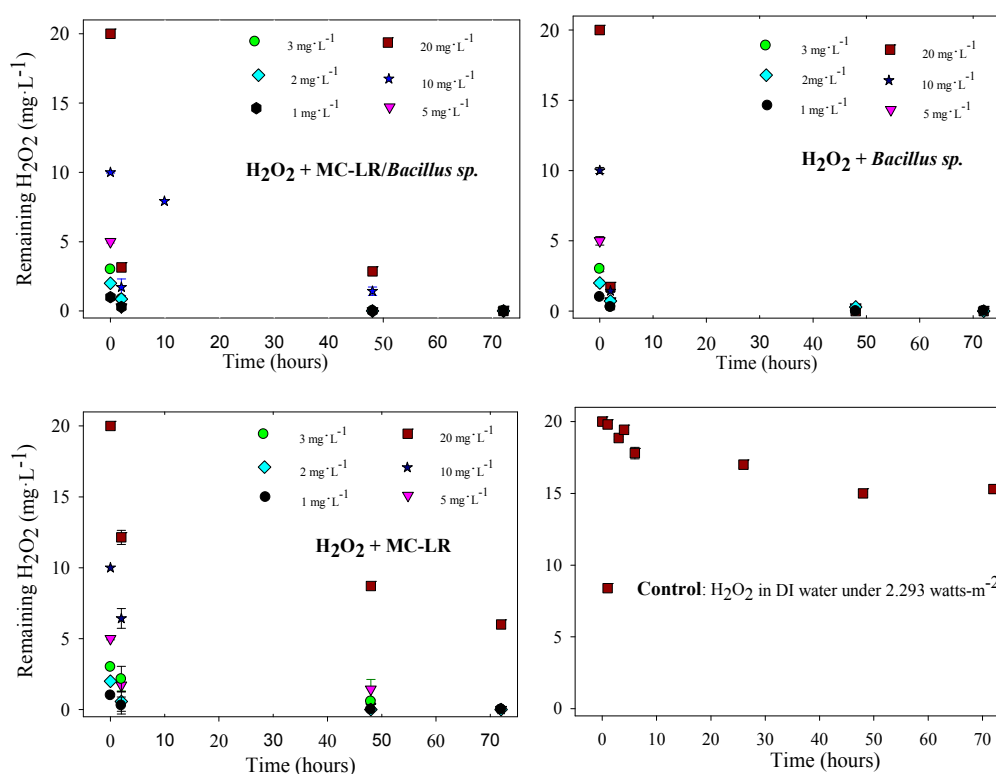 Remaining H2O2 (mg·L-1)
20
15
10
5
0
3 mg·L-1
20 mg·L-1
2 mg·L-1
10 mg·L-1
1 mg·L-1
5 mg·L-1
H2O2 + MC-LR/Bacillus sp.
0 10 20 30 40 50 60 70
Time (hours)
20
15
10
5
0
3 mg·L-1
20 mg·L-1
2mg·L-1
10 mg·L-1
1 mg·L-1
5 mg·L-1
H2O2 + Bacillus sp.
0 10 20 30 40 50 60 70
Time (hours)
Remaining H2O2 (mg·L-1)
20
15
10
5
0
3 mg·L-1
20 mg·L-1
2 mg·L-1
10 mg·L-1
1 mg·L-1
5 mg·L-1
H2O2 + MC-LR
0 10 20 30 40 50 60 70
Time (hours)
20
15
10
5
0
Control: H2O2 in DI water under 2.293 watts-m-2
0 10 20 30 40 50 60 70
Time (hours)